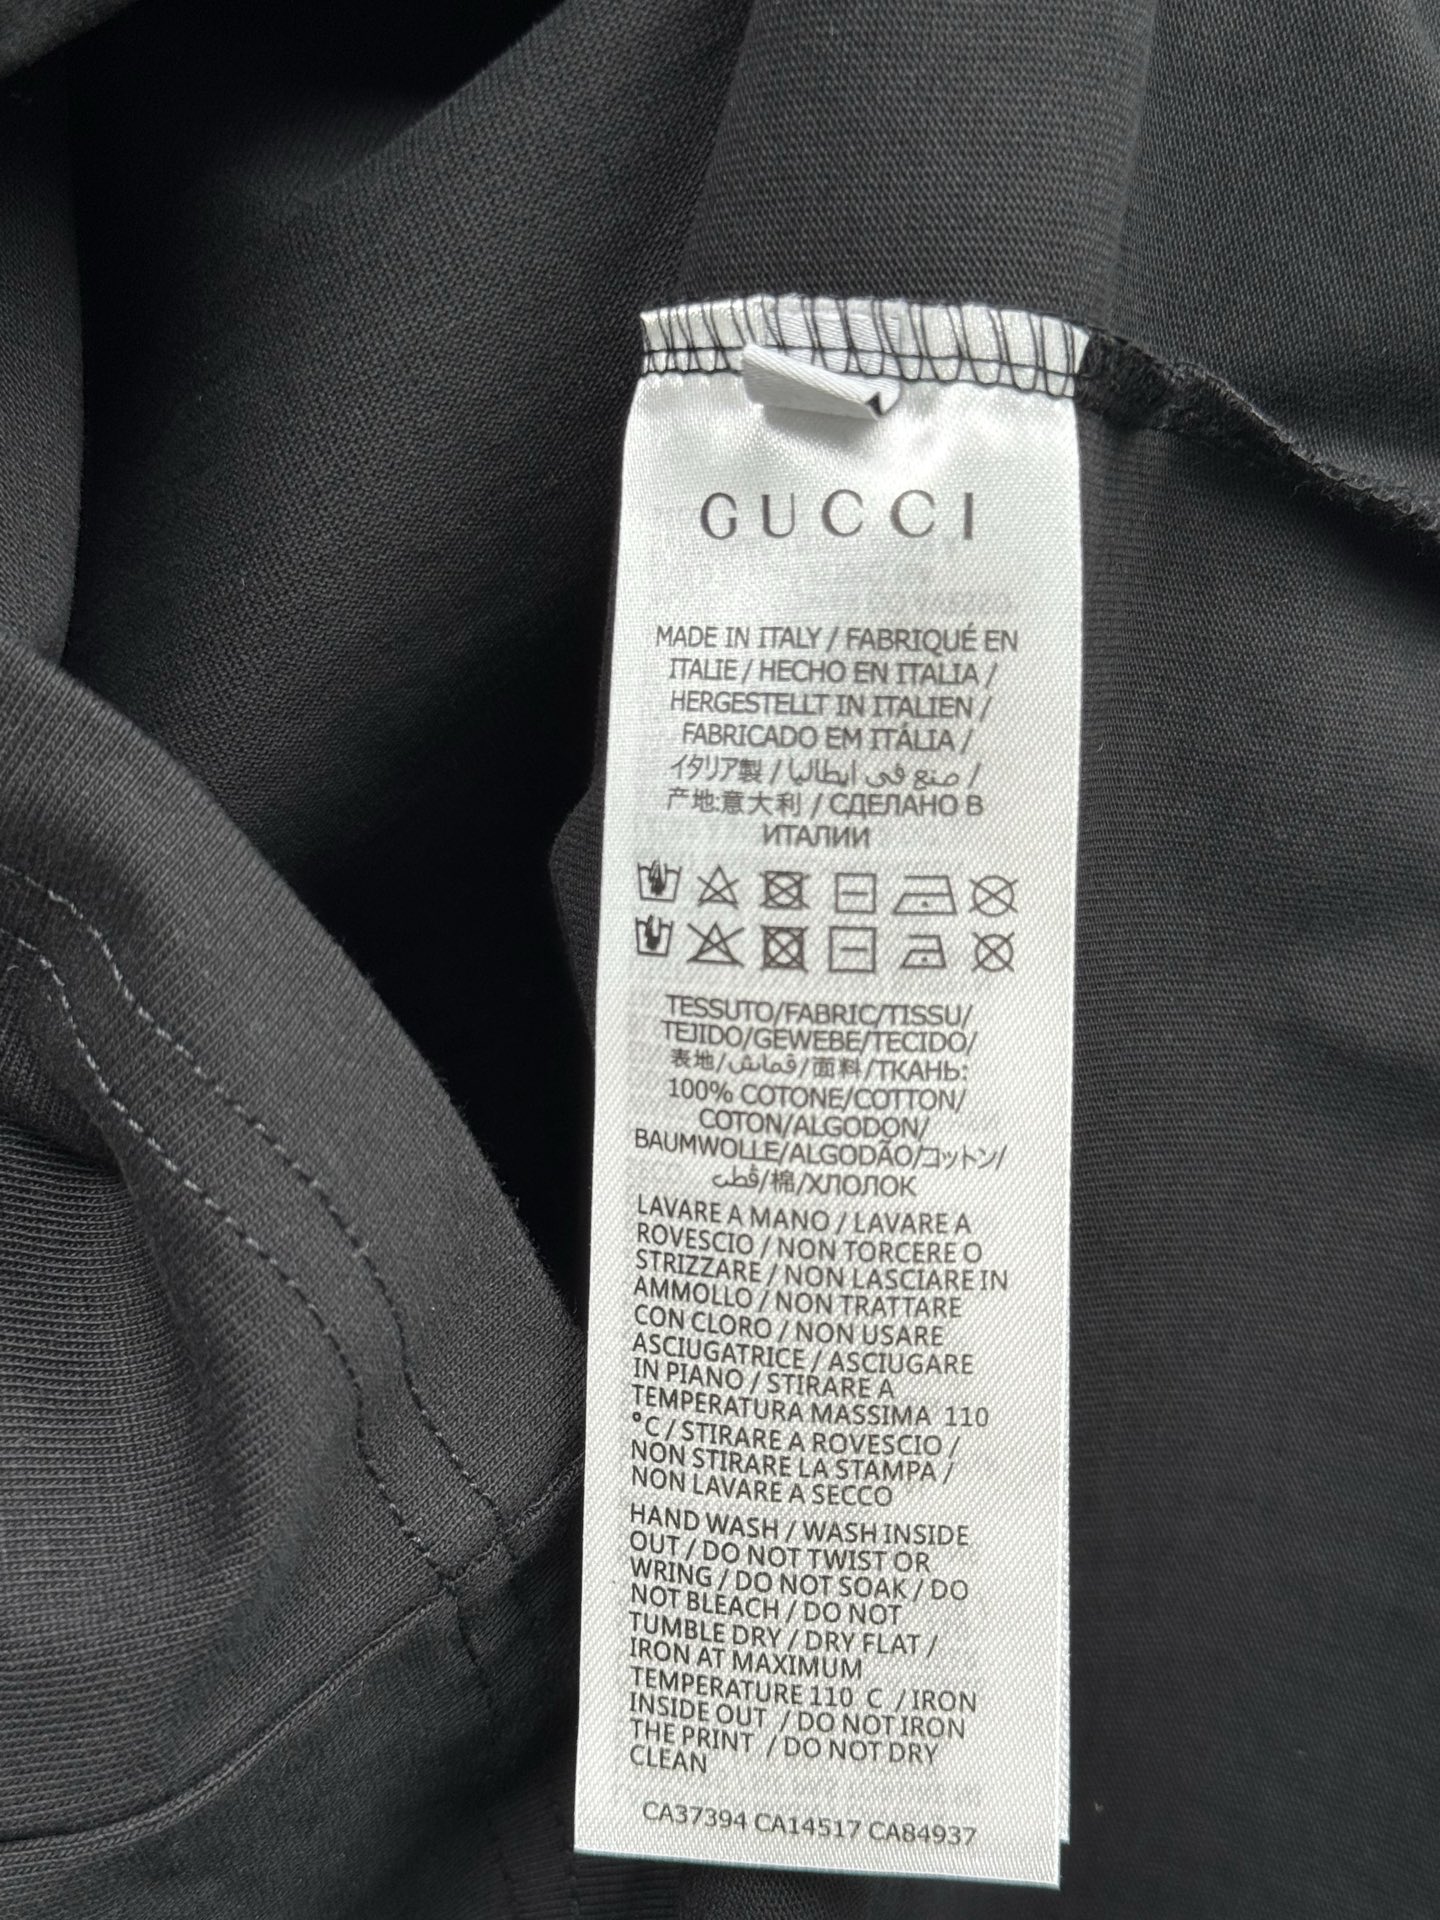 GUCCI
MADE IN ITALY / FABRIQUÉ EN
ITALIE / HECHO EN ITALIA /
HERGESTELLT IN ITALIEN /
FABRICADO EM ITÁLIA /
イタリア製 / صنع في ايطاليا /
产地:意大利 / СДЕЛАНО В
ИТАЛИИ
TESSUTO/FABRIC/TISSU/
TEJIDO/GEWEBE/TECIDO/
表地/قماش/面料/ТКАНЬ:
100% COTONE/COTTON/
COTON/ALGODON/
BAUMWOLLE/ALGODÃO/コットン/
قطن/棉/ХЛОПОК
LAVARE A MANO / LAVARE A
ROVESCIO / NON TORCERE O
STRIZZARE / NON LASCIARE IN
AMMOLLO / NON TRATTARE
CON CLORO / NON USARE
ASCIUGATRICE / ASCIUGARE
IN PIANO / STIRARE A
TEMPERATURA MASSIMA 110
°C / STIRARE A ROVESCIO /
NON STIRARE LA STAMPA /
NON LAVARE A SECCO
HAND WASH / WASH INSIDE
OUT / DO NOT TWIST OR
WRING / DO NOT SOAK / DO
NOT BLEACH / DO NOT
TUMBLE DRY / DRY FLAT /
IRON AT MAXIMUM
TEMPERATURE 110 C / IRON
INSIDE OUT / DO NOT IRON
THE PRINT / DO NOT DRY
CLEAN
CA37394 CA14517 CA84937